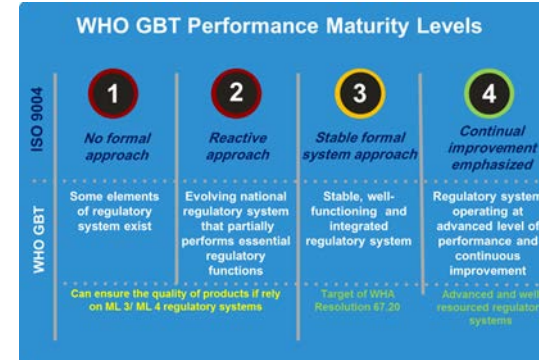 WHO GBT Performance Maturity Levels
ISO 9004
1
No formal
approach
2
Reactive
approach
3
Stable formal
system approach
4
Continual
improvement
emphasized
WHO GBT
Some elements
of regulatory
system exist
Evolving national
regulatory system
that partially
performs essential
regulatory
functions
Stable, well-
functioning and
integrated
regulatory system
Regulatory system
operating at
advanced level of
performance and
continuous
improvement
Can ensure the quality of products if rely
on ML 3/ ML 4 regulatory systems
Target of WHA
Resolution 67.20
Advanced and well
resourced regulatory
systems